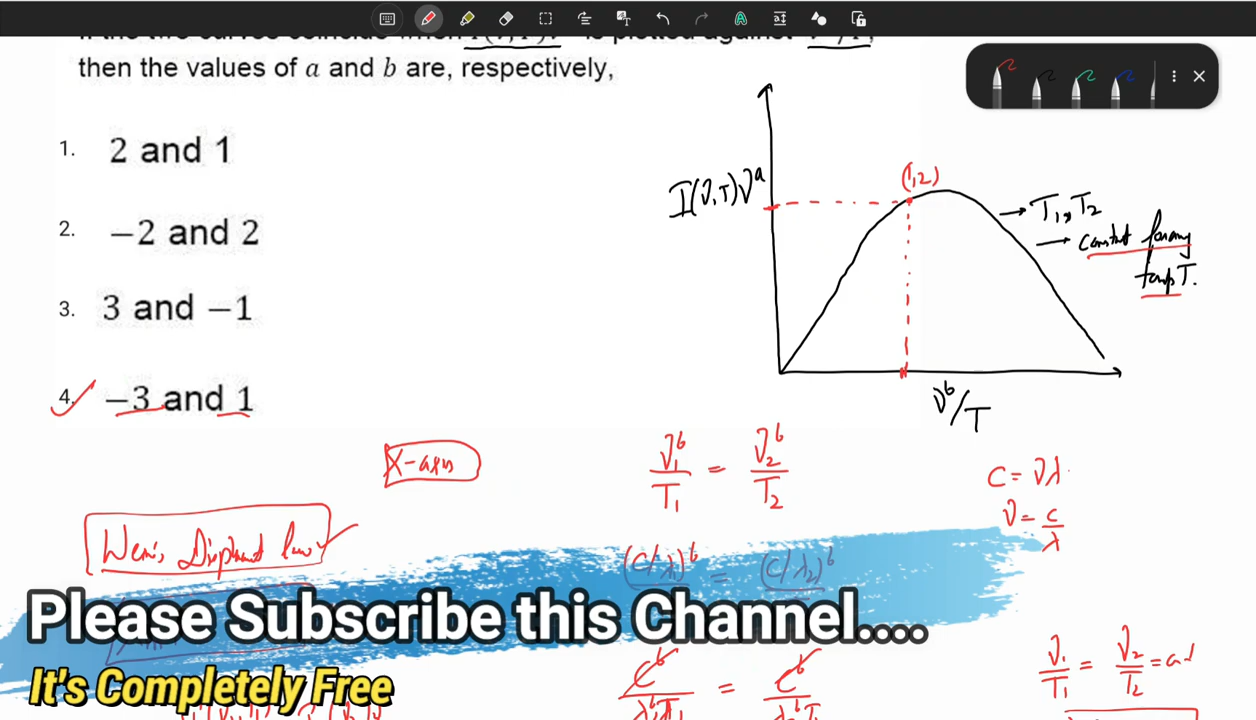 then the values of a and b are, respectively,
1. 2 and 1
2. −2 and 2
3. 3 and −1
4. −3 and 1
I(ν,T)ν^a
(1,2)
→ T₁, T₂
→ constant for any
temp T.
ν^b/T
X-axis
ν₁^b/T₁ = ν₂^b/T₂
C = νλ
ν = c/λ
Wein's Displacement law
(c/λ₁)^b = (c/λ₂)^b
Please Subscribe this Channel....
It's Completely Free
ν₁/T₁ = ν₂/T₂